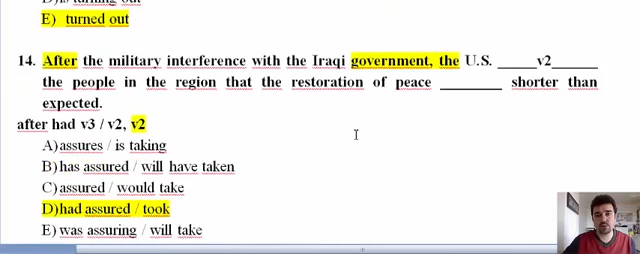 E) turned out
14. After the military interference with the Iraqi government, the U.S. _____v2______
the people in the region that the restoration of peace ________ shorter than
expected.
after had v3 / v2, v2
A) assures / is taking
B) has assured / will have taken
C) assured / would take
D) had assured / took
E) was assuring / will take